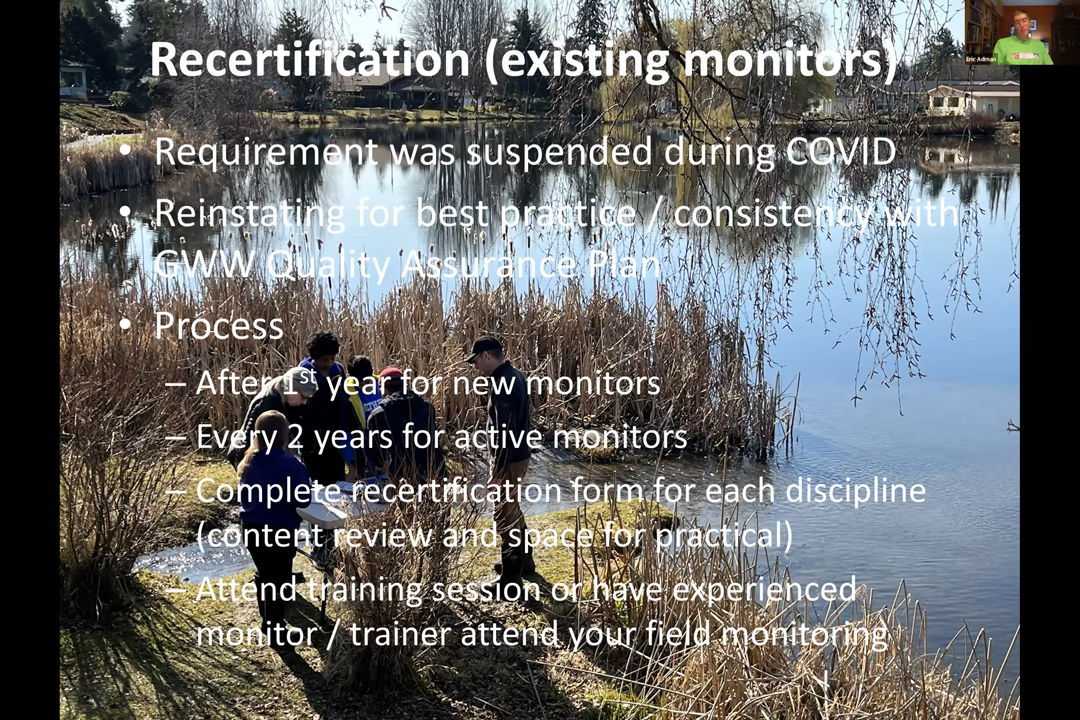 Recertification (existing monitors)
Eric Adman
• Requirement was suspended during COVID
• Reinstating for best practice / consistency with
GWW Quality Assurance Plan
• Process
– After 1st year for new monitors
– Every 2 years for active monitors
– Complete recertification form for each discipline
(content review and space for practical)
– Attend training session or have experienced
monitor / trainer attend your field monitoring